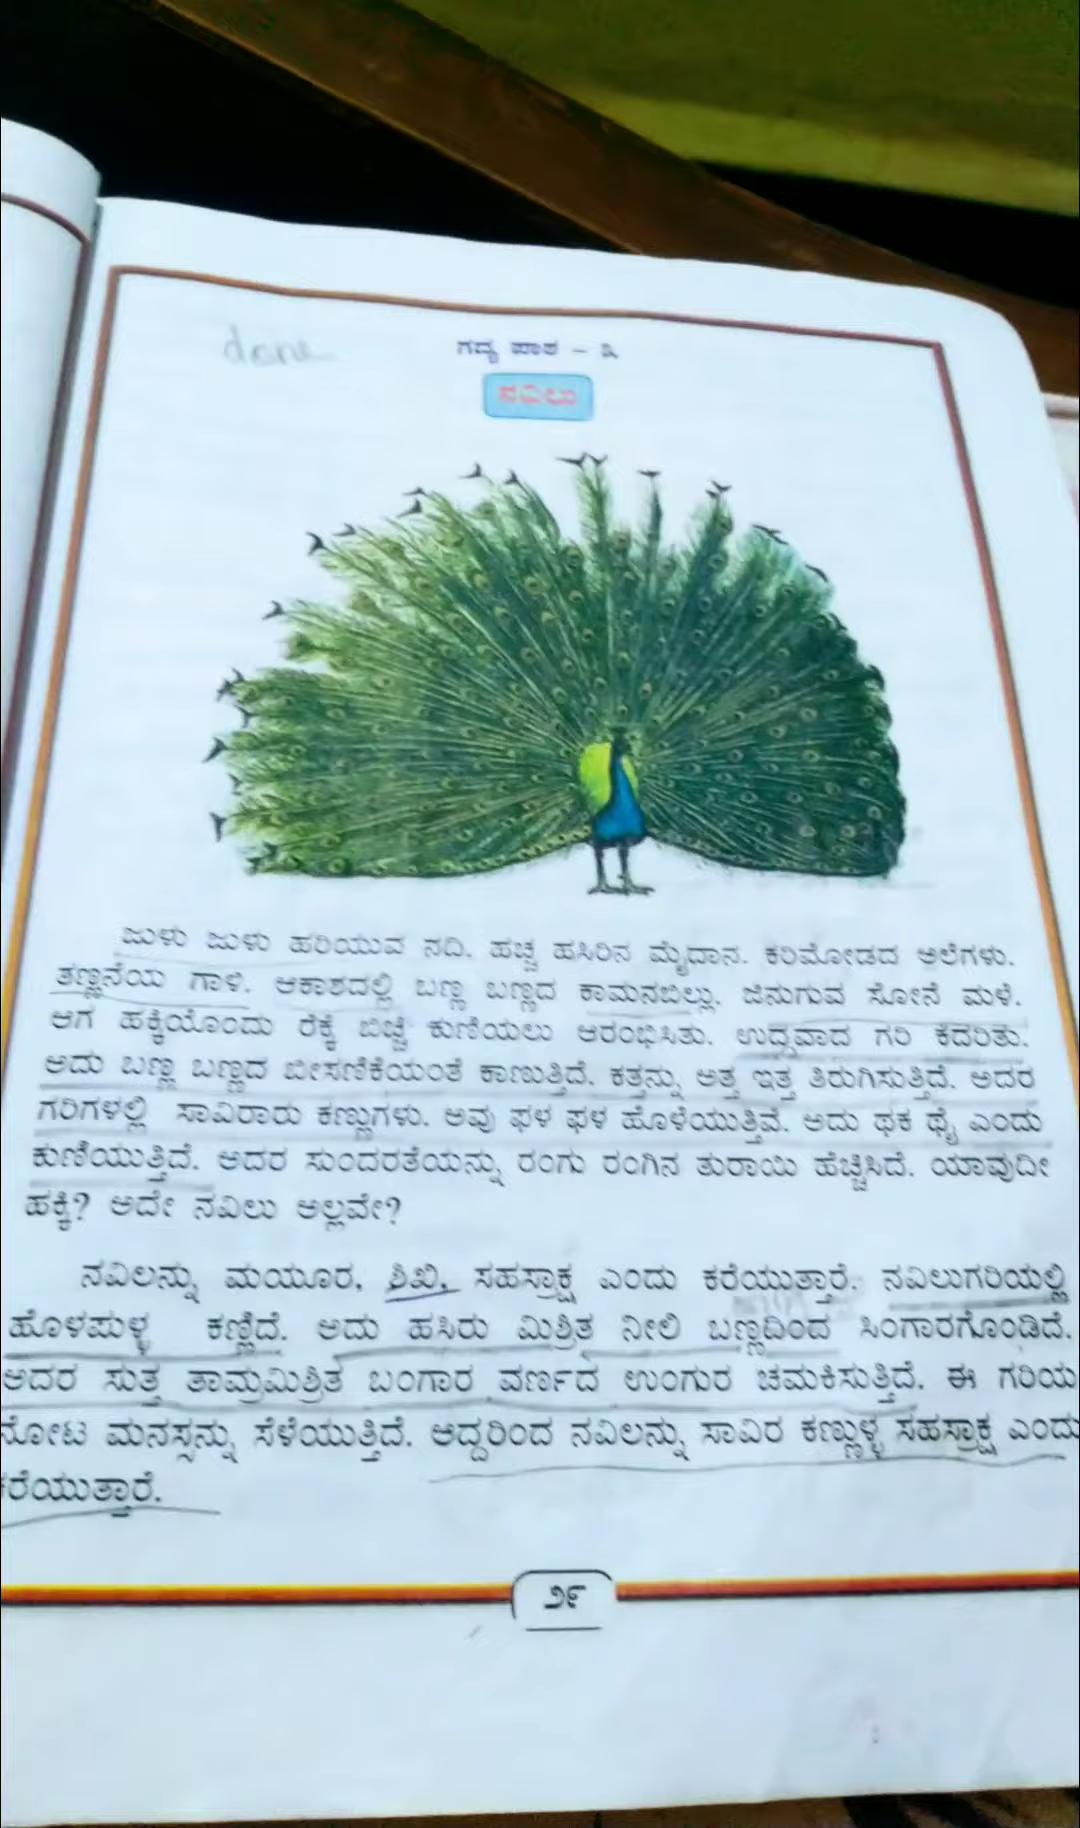 done
ಗದ್ಯ ಪಾಠ - ೩
ನವಿಲು
ಜುಳು ಜುಳು ಹರಿಯುವ ನದಿ. ಹಚ್ಚ ಹಸಿರಿನ ಮೈದಾನ. ಕರಿಮೋಡದ ಅಲೆಗಳು.
ತಣ್ಣನೆಯ ಗಾಳಿ. ಆಕಾಶದಲ್ಲಿ ಬಣ್ಣ ಬಣ್ಣದ ಕಾಮನಬಿಲ್ಲು. ಜಿನುಗುವ ಸೋನೆ ಮಳೆ.
ಆಗ ಹಕ್ಕಿಯೊಂದು ರೆಕ್ಕೆ ಬಿಚ್ಚಿ ಕುಣಿಯಲು ಆರಂಭಿಸಿತು. ಉದ್ದವಾದ ಗರಿ ಕೆದರಿತು.
ಅದು ಬಣ್ಣ ಬಣ್ಣದ ಬೀಸಣಿಕೆಯಂತೆ ಕಾಣುತ್ತಿದೆ. ಕತ್ತನ್ನು ಅತ್ತ ಇತ್ತ ತಿರುಗಿಸುತ್ತಿದೆ. ಅದರ
ಗರಿಗಳಲ್ಲಿ ಸಾವಿರಾರು ಕಣ್ಣುಗಳು. ಅವು ಫಳ ಫಳ ಹೊಳೆಯುತ್ತಿವೆ. ಅದು ಥಕ ಥೈ ಎಂದು
ಕುಣಿಯುತ್ತಿದೆ. ಅದರ ಸುಂದರತೆಯನ್ನು ರಂಗು ರಂಗಿನ ತುರಾಯಿ ಹೆಚ್ಚಿಸಿದೆ. ಯಾವುದೀ
ಹಕ್ಕಿ? ಅದೇ ನವಿಲು ಅಲ್ಲವೇ?
ನವಿಲನ್ನು ಮಯೂರ, ಶಿಖಿ, ಸಹಸ್ರಾಕ್ಷ ಎಂದು ಕರೆಯುತ್ತಾರೆ. ನವಿಲುಗರಿಯಲ್ಲಿ
ಹೊಳಪುಳ್ಳ ಕಣ್ಣಿದೆ. ಅದು ಹಸಿರು ಮಿಶ್ರಿತ ನೀಲಿ ಬಣ್ಣದಿಂದ ಸಿಂಗಾರಗೊಂಡಿದೆ.
ಅದರ ಸುತ್ತ ತಾಮ್ರಮಿಶ್ರಿತ ಬಂಗಾರ ವರ್ಣದ ಉಂಗುರ ಚಮಕಿಸುತ್ತಿದೆ. ಈ ಗರಿಯ
ನೋಟ ಮನಸ್ಸನ್ನು ಸೆಳೆಯುತ್ತಿದೆ. ಆದ್ದರಿಂದ ನವಿಲನ್ನು ಸಾವಿರ ಕಣ್ಣುಳ್ಳ ಸಹಸ್ರಾಕ್ಷ ಎಂದು
ಕರೆಯುತ್ತಾರೆ.
೨೯